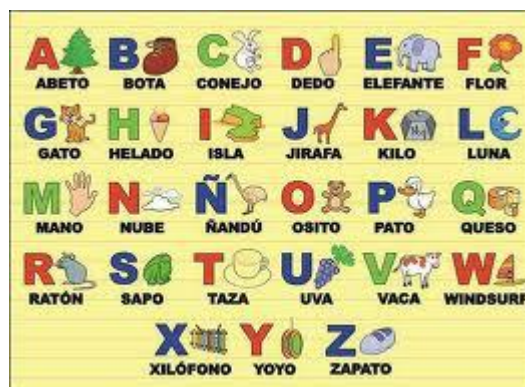 A B C D E F
ABETO BOTA CONEJO DEDO ELEFANTE FLOR
G H I J K L
GATO HELADO ISLA JIRAFA KILO LUNA
M N Ñ O P Q
MANO NUBE ÑANDÚ OSITO PATO QUESO
R S T U V W
RATÓN SAPO TAZA UVA VACA WINDSURF
X Y Z
XILÓFONO YOYO ZAPATO